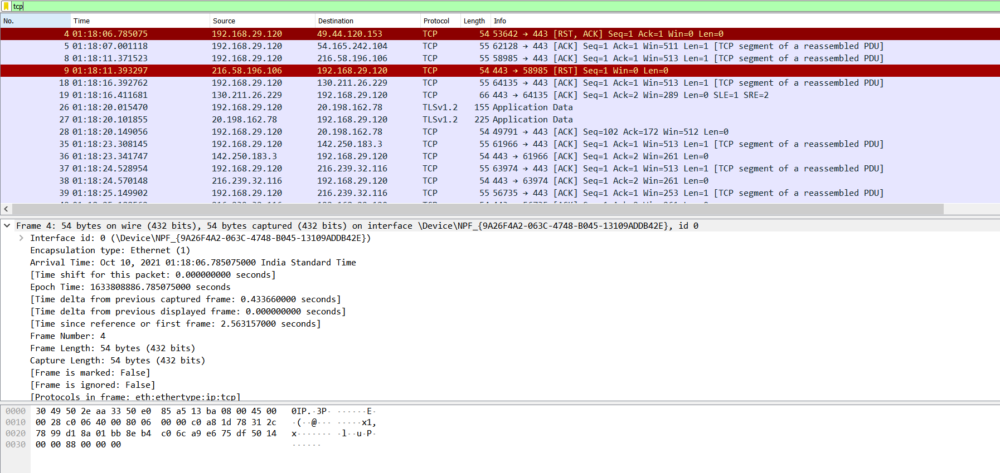 tcp
No. Time Source Destination Protocol Length Info
4 01:18:06.785075 192.168.29.120 49.44.120.153 TCP 54 53642 → 443 [RST, ACK] Seq=1 Ack=1 Win=0 Len=0
5 01:18:07.001118 192.168.29.120 54.165.242.104 TCP 55 62128 → 443 [ACK] Seq=1 Ack=1 Win=511 Len=1 [TCP segment of a reassembled PDU]
8 01:18:11.371523 192.168.29.120 216.58.196.106 TCP 55 58985 → 443 [ACK] Seq=1 Ack=1 Win=513 Len=1 [TCP segment of a reassembled PDU]
9 01:18:11.393297 216.58.196.106 192.168.29.120 TCP 54 443 → 58985 [RST] Seq=1 Win=0 Len=0
18 01:18:16.392762 192.168.29.120 130.211.26.229 TCP 55 64135 → 443 [ACK] Seq=1 Ack=1 Win=513 Len=1 [TCP segment of a reassembled PDU]
19 01:18:16.411681 130.211.26.229 192.168.29.120 TCP 66 443 → 64135 [ACK] Seq=1 Ack=2 Win=289 Len=0 SLE=1 SRE=2
26 01:18:20.015470 192.168.29.120 20.198.162.78 TLSv1.2 155 Application Data
27 01:18:20.101855 20.198.162.78 192.168.29.120 TLSv1.2 225 Application Data
28 01:18:20.149056 192.168.29.120 20.198.162.78 TCP 54 49791 → 443 [ACK] Seq=102 Ack=172 Win=512 Len=0
35 01:18:23.308145 192.168.29.120 142.250.183.3 TCP 55 61966 → 443 [ACK] Seq=1 Ack=1 Win=513 Len=1 [TCP segment of a reassembled PDU]
36 01:18:23.341747 142.250.183.3 192.168.29.120 TCP 54 443 → 61966 [ACK] Seq=1 Ack=2 Win=261 Len=0
37 01:18:24.528954 192.168.29.120 216.239.32.116 TCP 55 63974 → 443 [ACK] Seq=1 Ack=1 Win=513 Len=1 [TCP segment of a reassembled PDU]
38 01:18:24.570148 216.239.32.116 192.168.29.120 TCP 54 443 → 63974 [ACK] Seq=1 Ack=2 Win=261 Len=0
39 01:18:25.149902 192.168.29.120 216.239.32.116 TCP 55 56735 → 443 [ACK] Seq=1 Ack=1 Win=253 Len=1 [TCP segment of a reassembled PDU]
Frame 4: 54 bytes on wire (432 bits), 54 bytes captured (432 bits) on interface \Device\NPF_{9A26F4A2-063C-4748-B045-13109ADDB42E}, id 0
Interface id: 0 (\Device\NPF_{9A26F4A2-063C-4748-B045-13109ADDB42E})
Encapsulation type: Ethernet (1)
Arrival Time: Oct 10, 2021 01:18:06.785075000 India Standard Time
[Time shift for this packet: 0.000000000 seconds]
Epoch Time: 1633808886.785075000 seconds
[Time delta from previous captured frame: 0.433660000 seconds]
[Time delta from previous displayed frame: 0.000000000 seconds]
[Time since reference or first frame: 2.563157000 seconds]
Frame Number: 4
Frame Length: 54 bytes (432 bits)
Capture Length: 54 bytes (432 bits)
[Frame is marked: False]
[Frame is ignored: False]
[Protocols in frame: eth:ethertype:ip:tcp]
0000 30 49 50 2e aa 33 50 e0 85 a5 13 ba 08 00 45 00 0IP.·3P· ······E·
0010 00 28 c0 06 40 00 80 06 00 00 c0 a8 1d 78 31 2c ·(··@··· ·····x1,
0020 78 99 d1 8a 01 bb 8e b4 c0 6c a9 e6 75 df 50 14 x······· ·l··u·P·
0030 00 00 88 00 00 00 ······